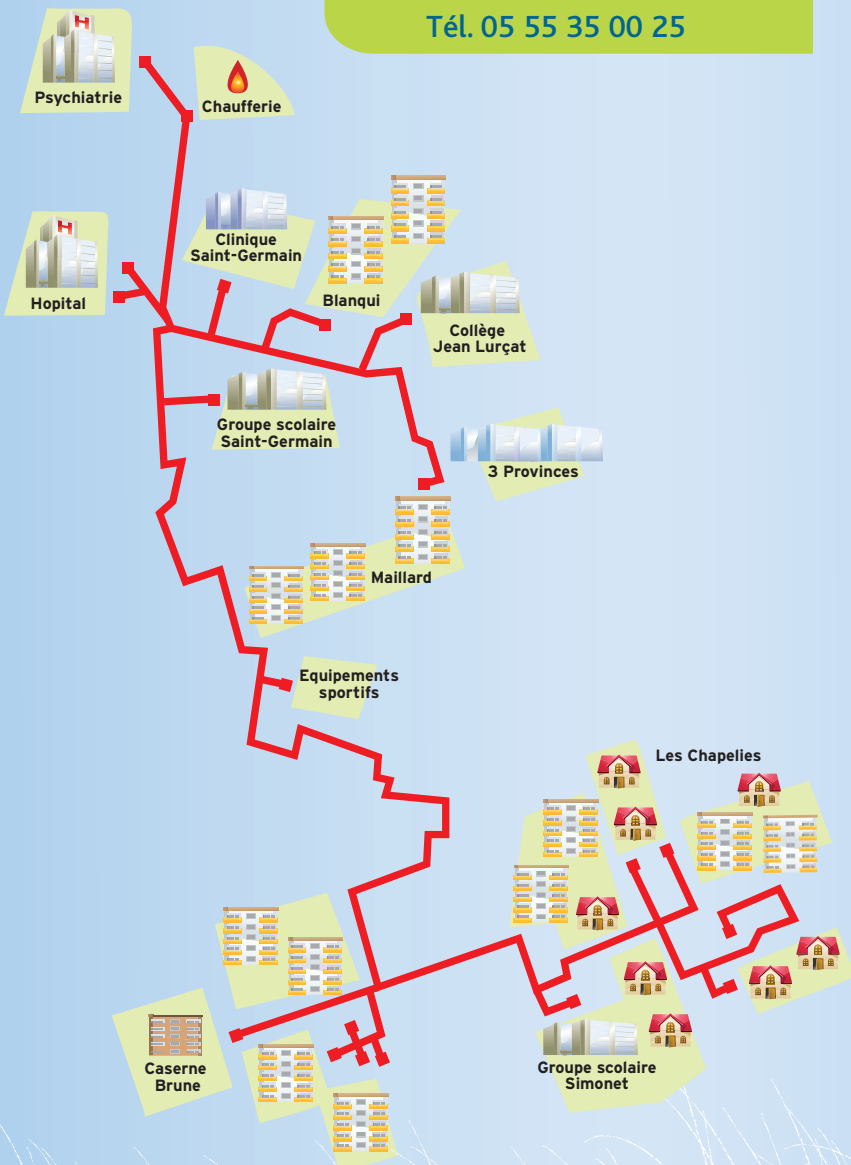 Tél. 05 55 35 00 25
H
Psychiatrie
Chaufferie
H
Hopital
Clinique
Saint-Germain
Blanqui
Collège
Jean Lurçat
Groupe scolaire
Saint-Germain
3 Provinces
Maillard
Equipements
sportifs
Les Chapelies
Caserne
Brune
Groupe scolaire
Simonet